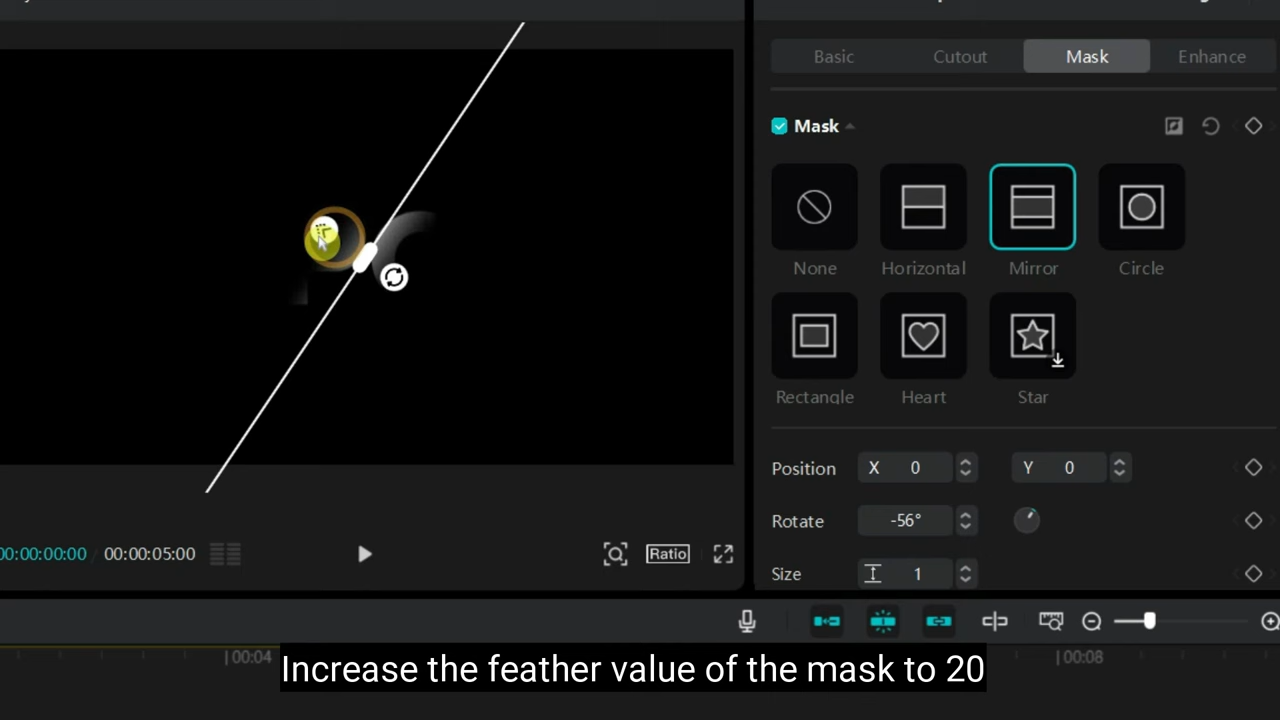 Basic
Cutout
Mask
Enhance
Mask
None
Horizontal
Mirror
Circle
Rectangle
Heart
Star
Position
X 0
Y 0
Rotate
-56°
Size
1
00:00:00:00
00:00:05:00
Ratio
00:04
00:08
Increase the feather value of the mask to 20